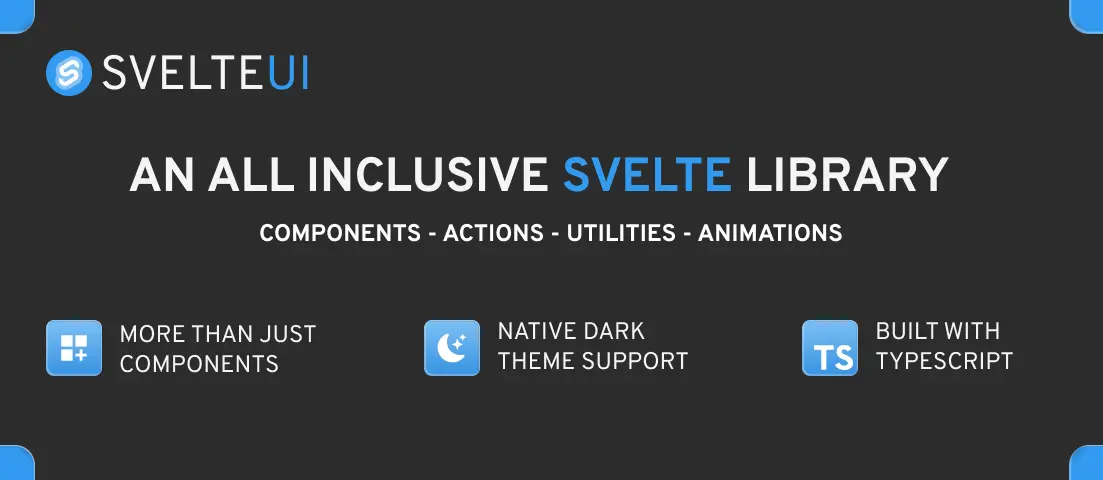 SVELTEUI
AN ALL INCLUSIVE SVELTE LIBRARY
COMPONENTS - ACTIONS - UTILITIES - ANIMATIONS
MORE THAN JUST
COMPONENTS
NATIVE DARK
THEME SUPPORT
TS
BUILT WITH
TYPESCRIPT